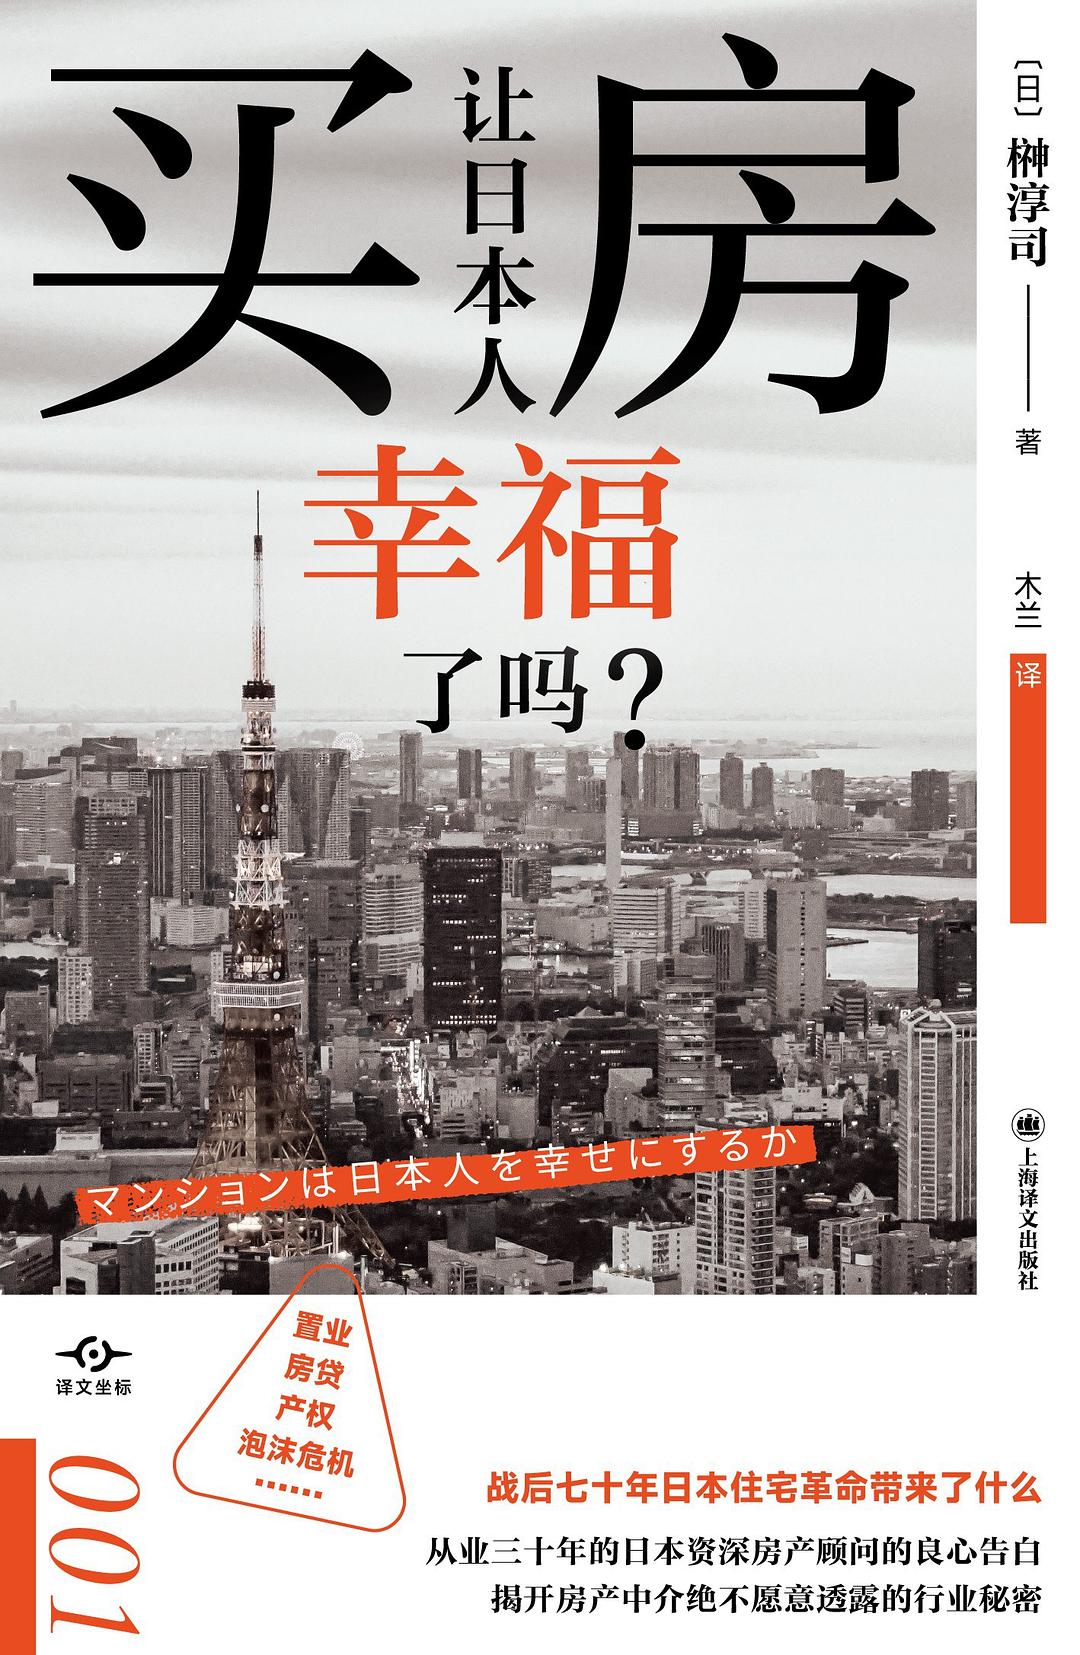 买房
让日本人
幸福
了吗？
〔日〕榊淳司——著
木兰 译
上海译文出版社
マンションは日本人を幸せにするか
译文坐标
001
置业
房贷
产权
泡沫危机
……
战后七十年日本住宅革命带来了什么
从业三十年的日本资深房产顾问的良心告白
揭开房产中介绝不愿意透露的行业秘密